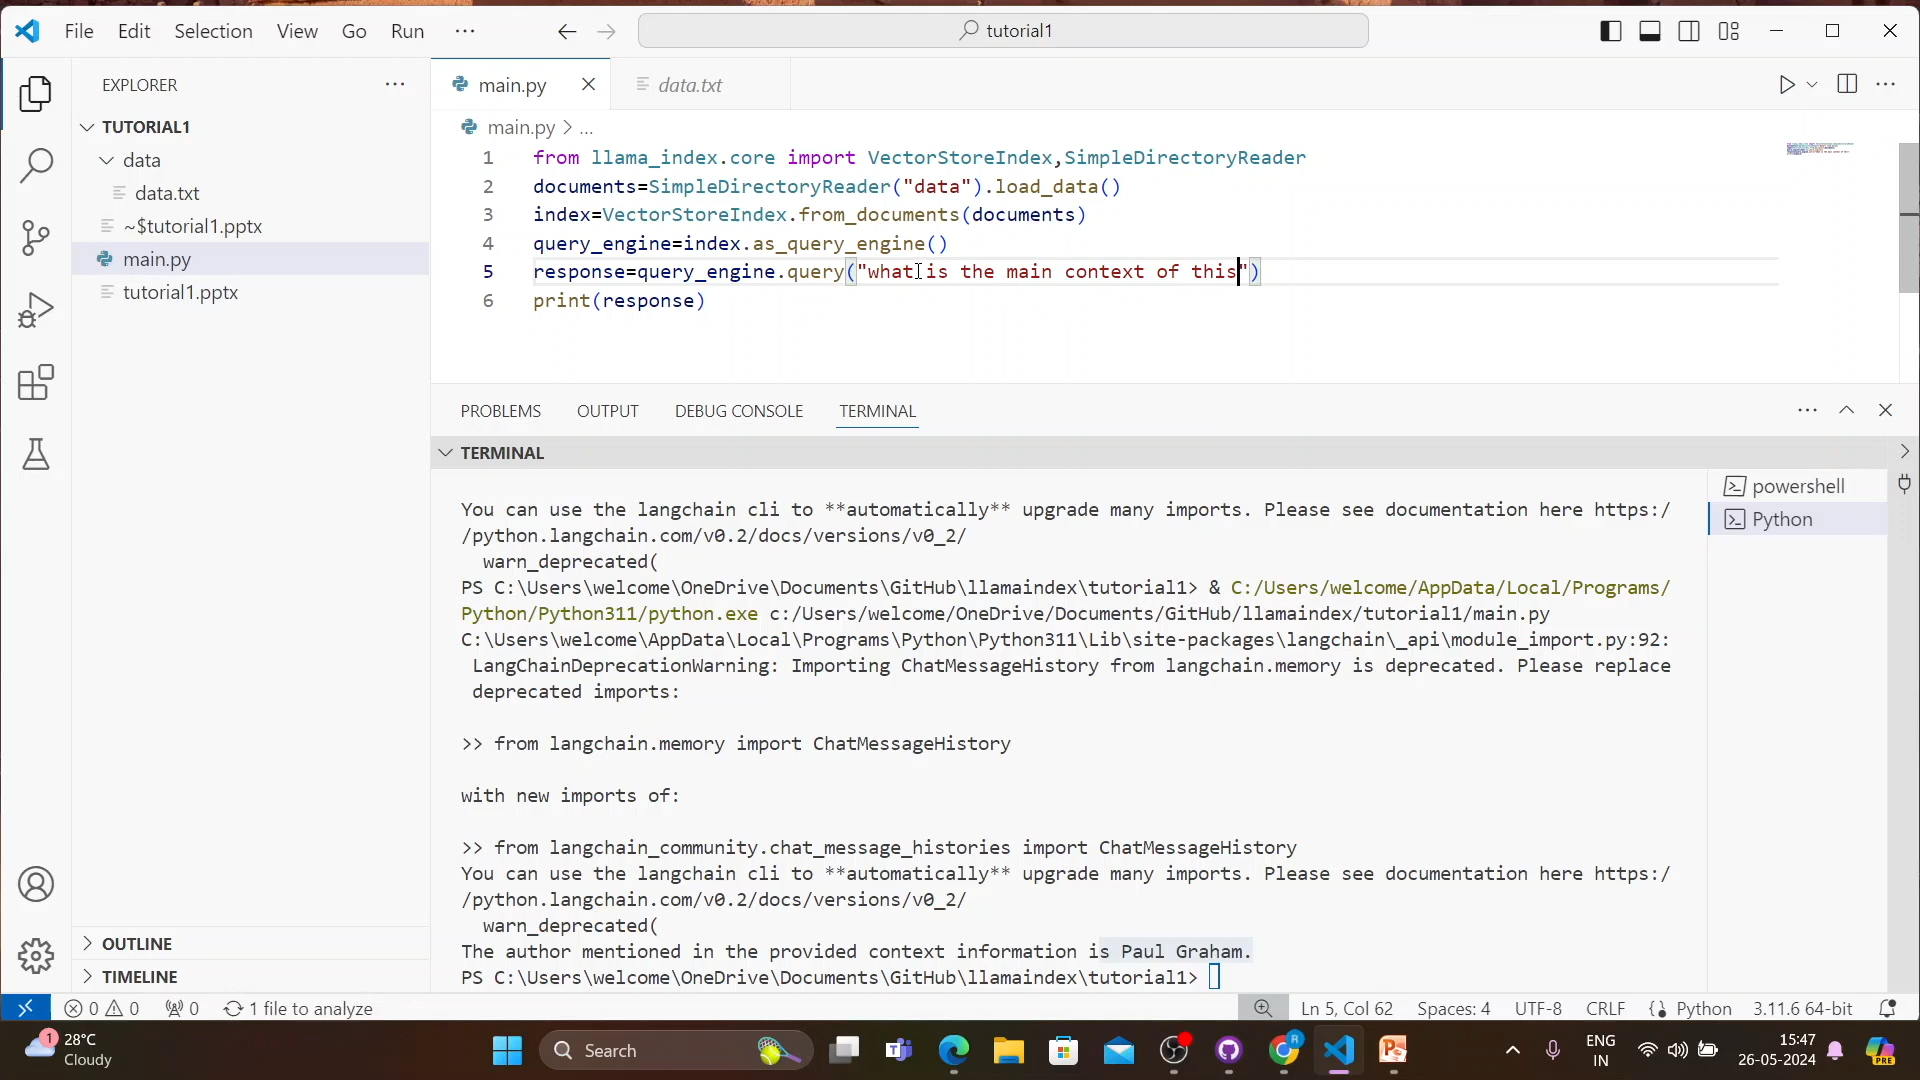 File Edit Selection View Go Run ···
tutorial1
EXPLORER ···
TUTORIAL1
data
data.txt
~$tutorial1.pptx
main.py
tutorial1.pptx
OUTLINE
TIMELINE
main.py
data.txt
main.py > ...
1 from llama_index.core import VectorStoreIndex,SimpleDirectoryReader
2 documents=SimpleDirectoryReader("data").load_data()
3 index=VectorStoreIndex.from_documents(documents)
4 query_engine=index.as_query_engine()
5 response=query_engine.query("what is the main context of this")
6 print(response)
PROBLEMS OUTPUT DEBUG CONSOLE TERMINAL
TERMINAL
You can use the langchain cli to **automatically** upgrade many imports. Please see documentation here https:/
/python.langchain.com/v0.2/docs/versions/v0_2/
warn_deprecated(
PS C:\Users\welcome\OneDrive\Documents\GitHub\llamaindex\tutorial1> & C:/Users/welcome/AppData/Local/Programs/
Python/Python311/python.exe c:/Users/welcome/OneDrive/Documents/GitHub/llamaindex/tutorial1/main.py
C:\Users\welcome\AppData\Local\Programs\Python\Python311\Lib\site-packages\langchain\_api\module_import.py:92:
LangChainDeprecationWarning: Importing ChatMessageHistory from langchain.memory is deprecated. Please replace
deprecated imports:
>> from langchain.memory import ChatMessageHistory
with new imports of:
>> from langchain_community.chat_message_histories import ChatMessageHistory
You can use the langchain cli to **automatically** upgrade many imports. Please see documentation here https:/
/python.langchain.com/v0.2/docs/versions/v0_2/
warn_deprecated(
The author mentioned in the provided context information is Paul Graham.
PS C:\Users\welcome\OneDrive\Documents\GitHub\llamaindex\tutorial1>
powershell
Python
0 0 0 1 file to analyze Ln 5, Col 62 Spaces: 4 UTF-8 CRLF {} Python 3.11.6 64-bit
1
28°C
Cloudy
Search
R
PRE
ENG
IN
15:47
26-05-2024